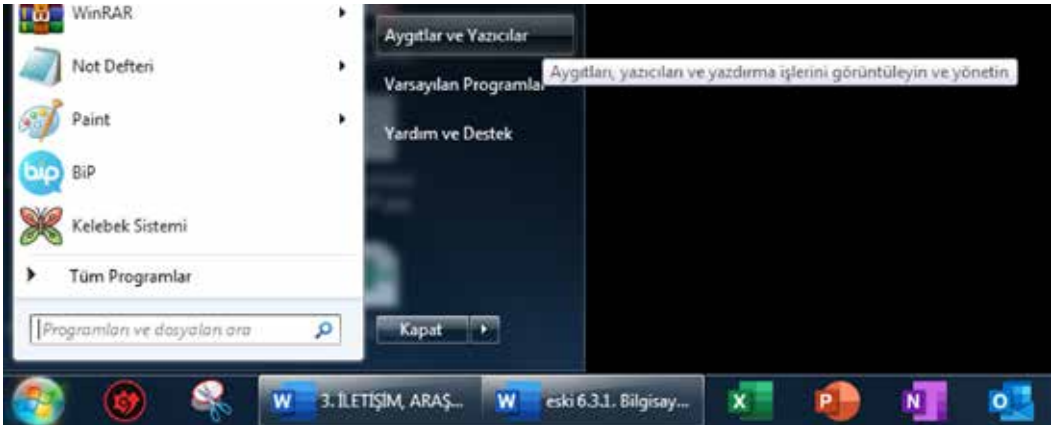 WinRAR
Not Defteri
Paint
BiP
Kelebek Sistemi
Tüm Programlar
Programları ve dosyaları ara
Aygıtlar ve Yazıcılar
Aygıtları, yazıcıları ve yazdırma işlerini görüntüleyin ve yönetin
Varsayılan Programlar
Yardım ve Destek
Kapat
3. İLETİŞİM, ARAŞ...
eski 6.3.1. Bilgisay...